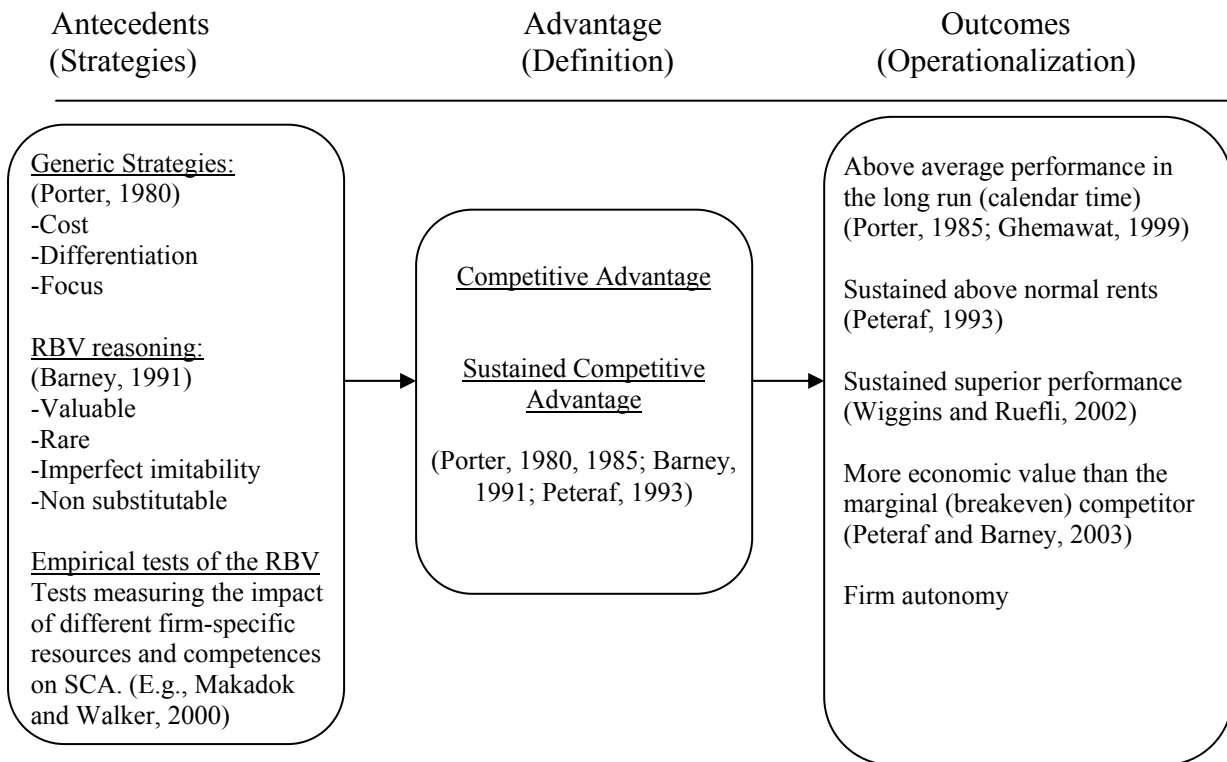 Antecedents
(Strategies)
Advantage
(Definition)
Outcomes
(Operationalization)
Generic Strategies:
(Porter, 1980)
-Cost
-Differentiation
-Focus
RBV reasoning:
(Barney, 1991)
-Valuable
-Rare
-Imperfect imitability
-Non substitutable
Empirical tests of the RBV
Tests measuring the impact
of different firm-specific
resources and competences
on SCA. (E.g., Makadok
and Walker, 2000)
Competitive Advantage
Sustained Competitive
Advantage
(Porter, 1980, 1985; Barney,
1991; Peteraf, 1993)
Above average performance in
the long run (calendar time)
(Porter, 1985; Ghemawat, 1999)
Sustained above normal rents
(Peteraf, 1993)
Sustained superior performance
(Wiggins and Ruefli, 2002)
More economic value than the
marginal (breakeven) competitor
(Peteraf and Barney, 2003)
Firm autonomy